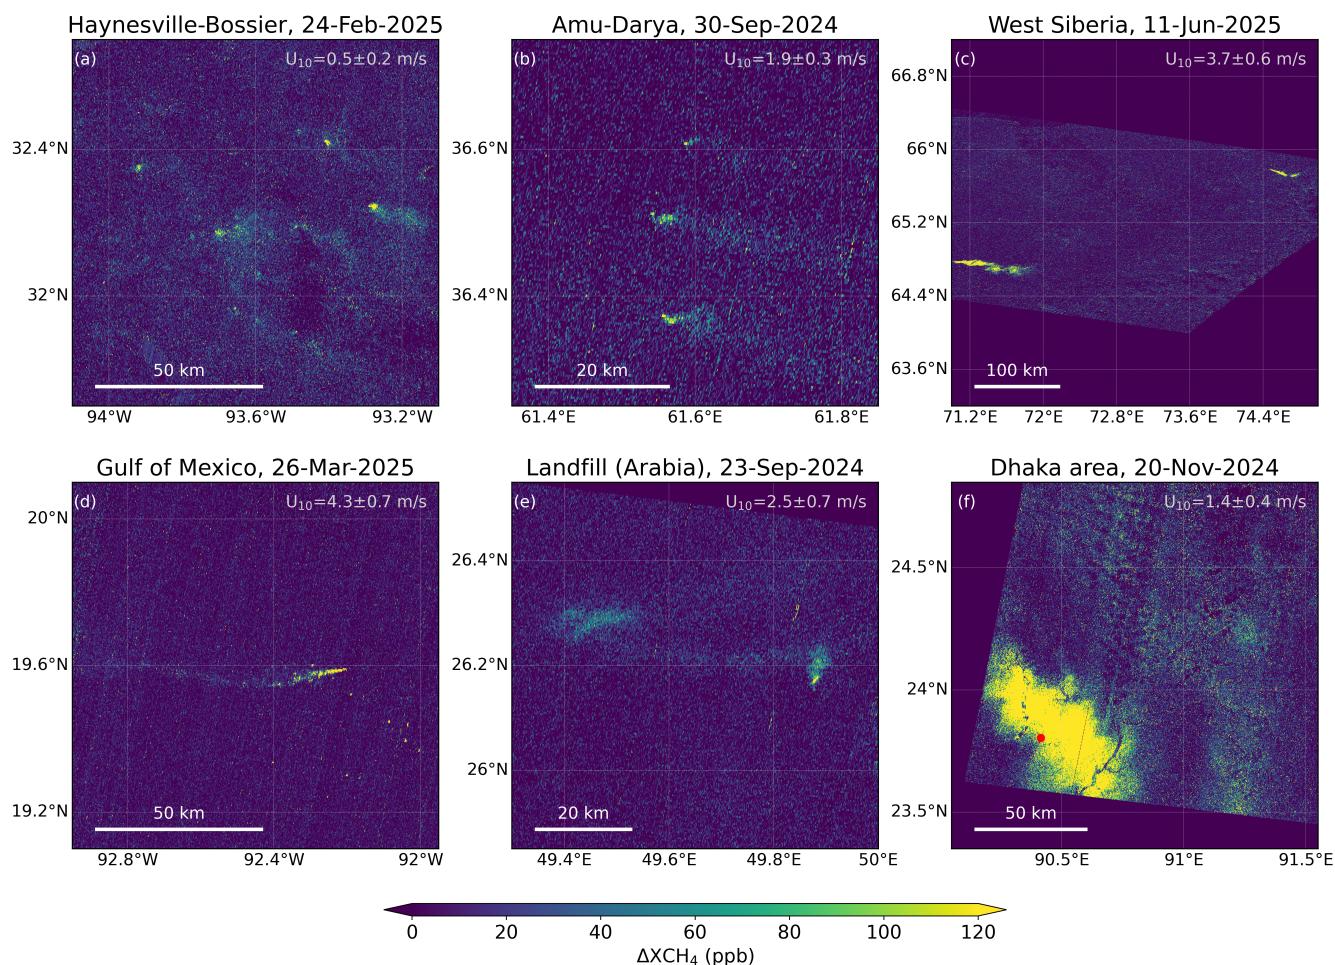 Haynesville-Bossier, 24-Feb-2025
(a)
U₁₀=0.5±0.2 m/s
32.4°N
32°N
50 km
94°W 93.6°W 93.2°W
Amu-Darya, 30-Sep-2024
(b)
U₁₀=1.9±0.3 m/s
36.6°N
36.4°N
20 km
61.4°E 61.6°E 61.8°E
West Siberia, 11-Jun-2025
(c)
U₁₀=3.7±0.6 m/s
66.8°N
66°N
65.2°N
64.4°N
63.6°N
100 km
71.2°E 72°E 72.8°E 73.6°E 74.4°E
Gulf of Mexico, 26-Mar-2025
(d)
U₁₀=4.3±0.7 m/s
20°N
19.6°N
19.2°N
50 km
92.8°W 92.4°W 92°W
Landfill (Arabia), 23-Sep-2024
(e)
U₁₀=2.5±0.7 m/s
26.4°N
26.2°N
26°N
20 km
49.4°E 49.6°E 49.8°E 50°E
Dhaka area, 20-Nov-2024
(f)
U₁₀=1.4±0.4 m/s
24.5°N
24°N
23.5°N
50 km
90.5°E 91°E 91.5°E
0 20 40 60 80 100 120
ΔXCH₄ (ppb)